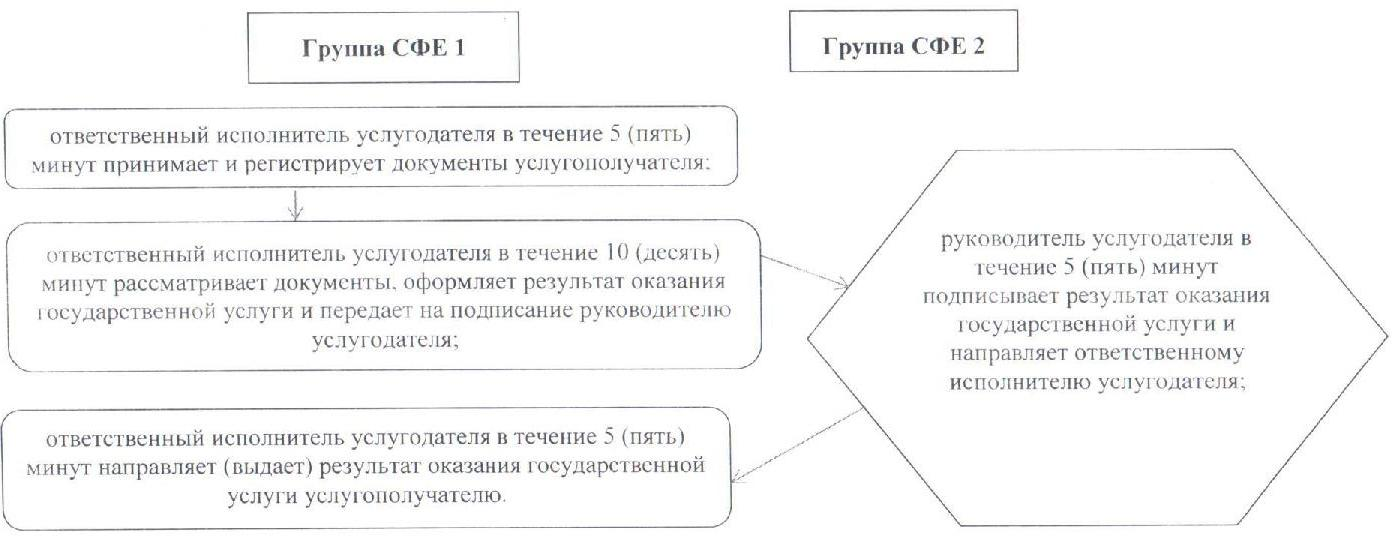 Группа СФЕ 1
Группа СФЕ 2
ответственный исполнитель услугодателя в течение 5 (пять)
минут принимает и регистрирует документы услугополучателя;
ответственный исполнитель услугодателя в течение 10 (десять)
минут рассматривает документы, оформляет результат оказания
государственной услуги и передает на подписание руководителю
услугодателя;
руководитель услугодателя в
течение 5 (пять) минут
подписывает результат оказания
государственной услуги и
направляет ответственному
исполнителю услугодателя;
ответственный исполнитель услугодателя в течение 5 (пять)
минут направляет (выдает) результат оказания государственной
услуги услугополучателю.